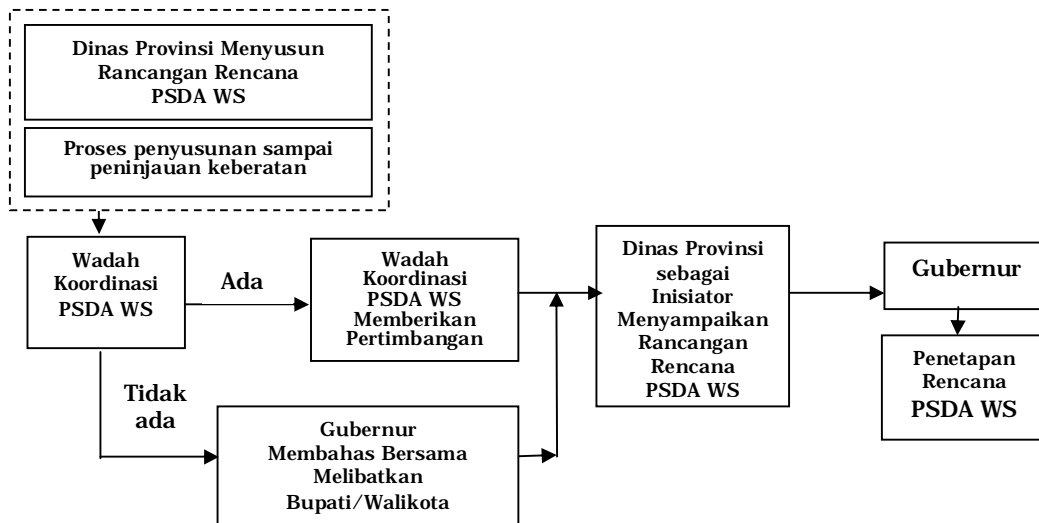 Dinas Provinsi Menyusun
Rancangan Rencana
PSDA WS
Proses penyusunan sampai
peninjauan keberatan
Wadah
Koordinasi
PSDA WS
Ada
Wadah
Koordinasi
PSDA WS
Memberikan
Pertimbangan
Tidak
ada
Gubernur
Membahas Bersama
Melibatkan
Bupati/Walikota
Dinas Provinsi
sebagai
Inisiator
Menyampaikan
Rancangan
Rencana
PSDA WS
Gubernur
Penetapan
Rencana
PSDA WS